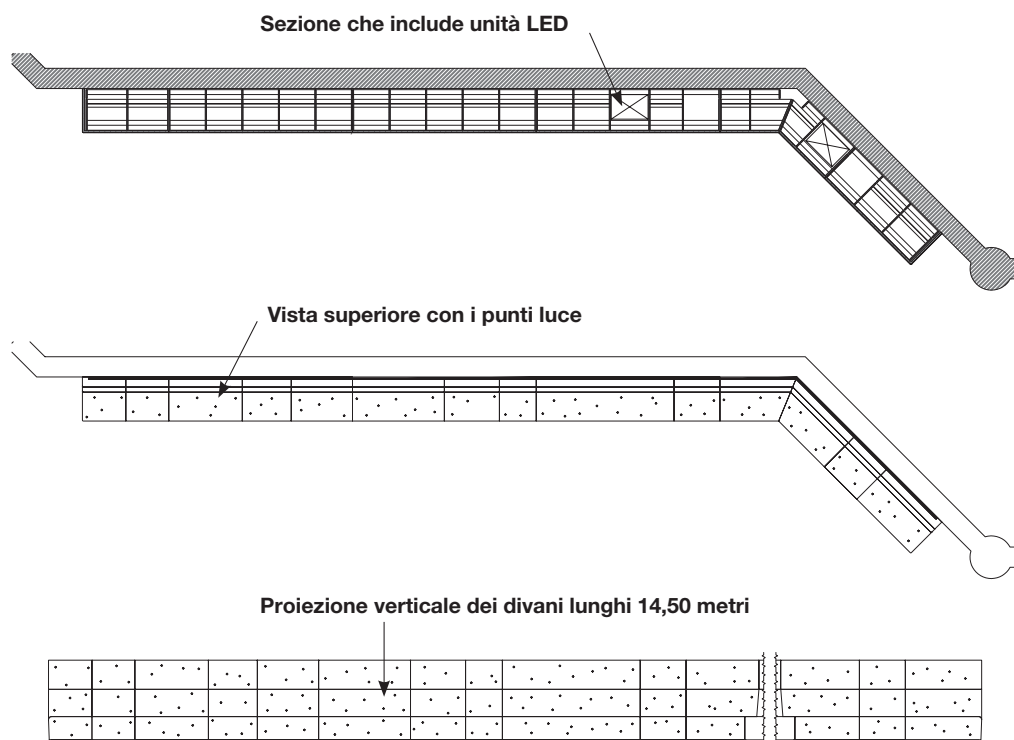 Sezione che include unità LED
Vista superiore con i punti luce
Proiezione verticale dei divani lunghi 14,50 metri